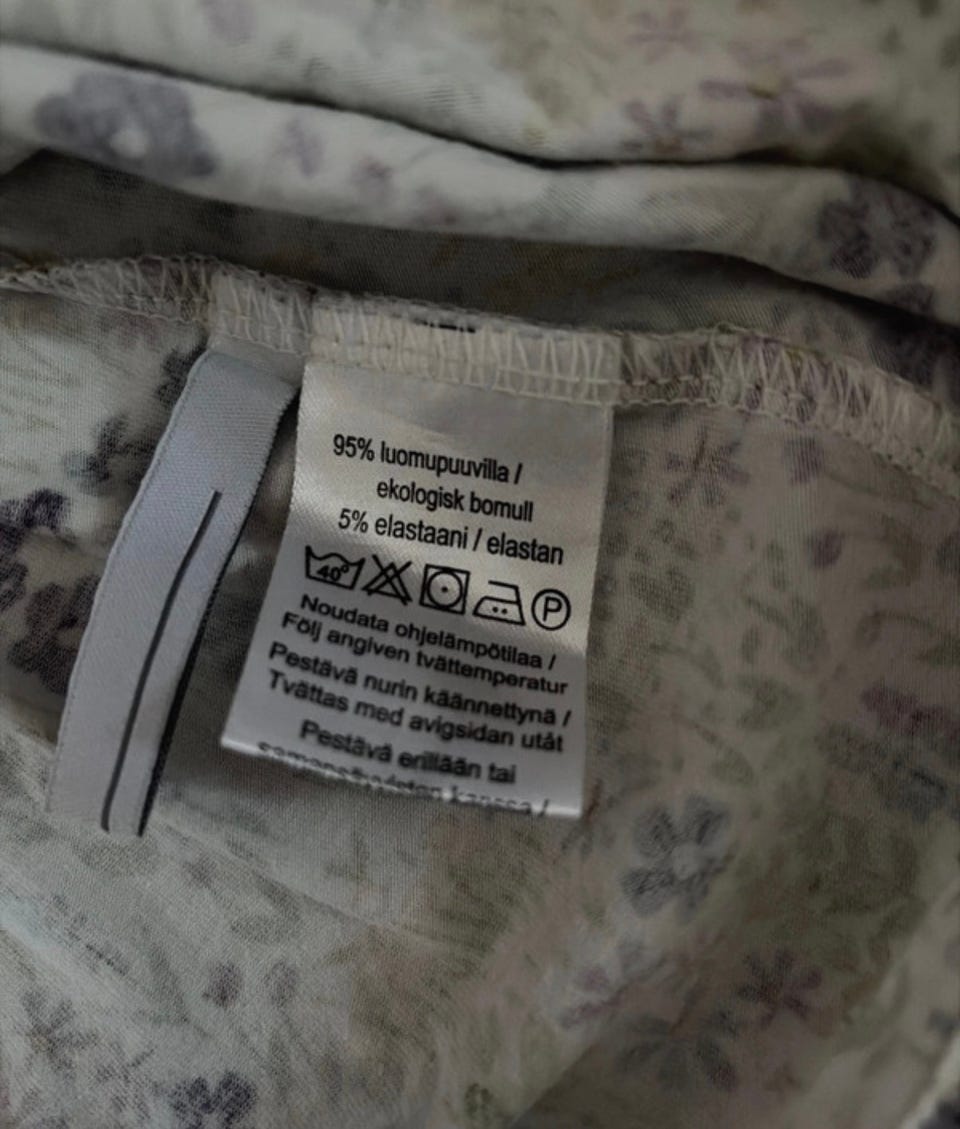 95% luomupuuvilla /
ekologisk bomull
5% elastaani / elastan
40° P
Noudata ohjelämpötilaa /
Följ angiven tvättemperatur
Pestävä nurin käännettynä /
Tvättas med avigsidan utåt
Pestävä erillään tai
kanssa /